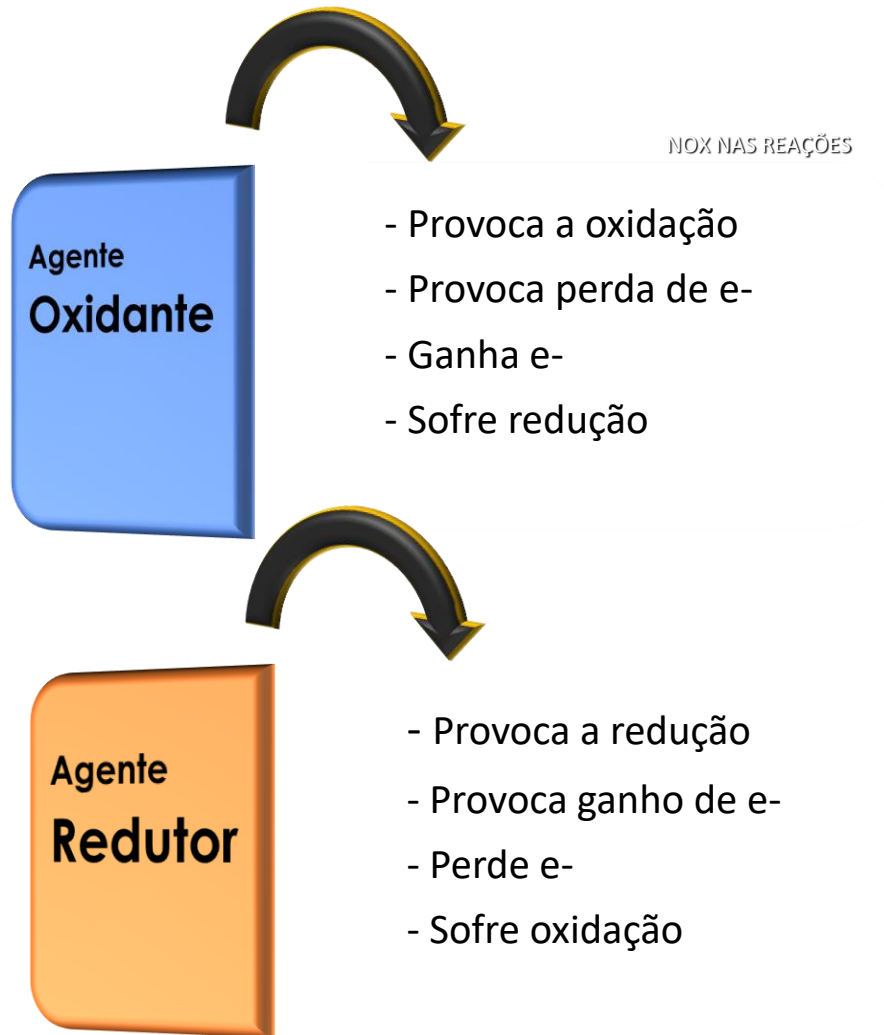 NOX NAS REAÇÕES
Agente
Oxidante
- Provoca a oxidação
- Provoca perda de e-
- Ganha e-
- Sofre redução
Agente
Redutor
- Provoca a redução
- Provoca ganho de e-
- Perde e-
- Sofre oxidação